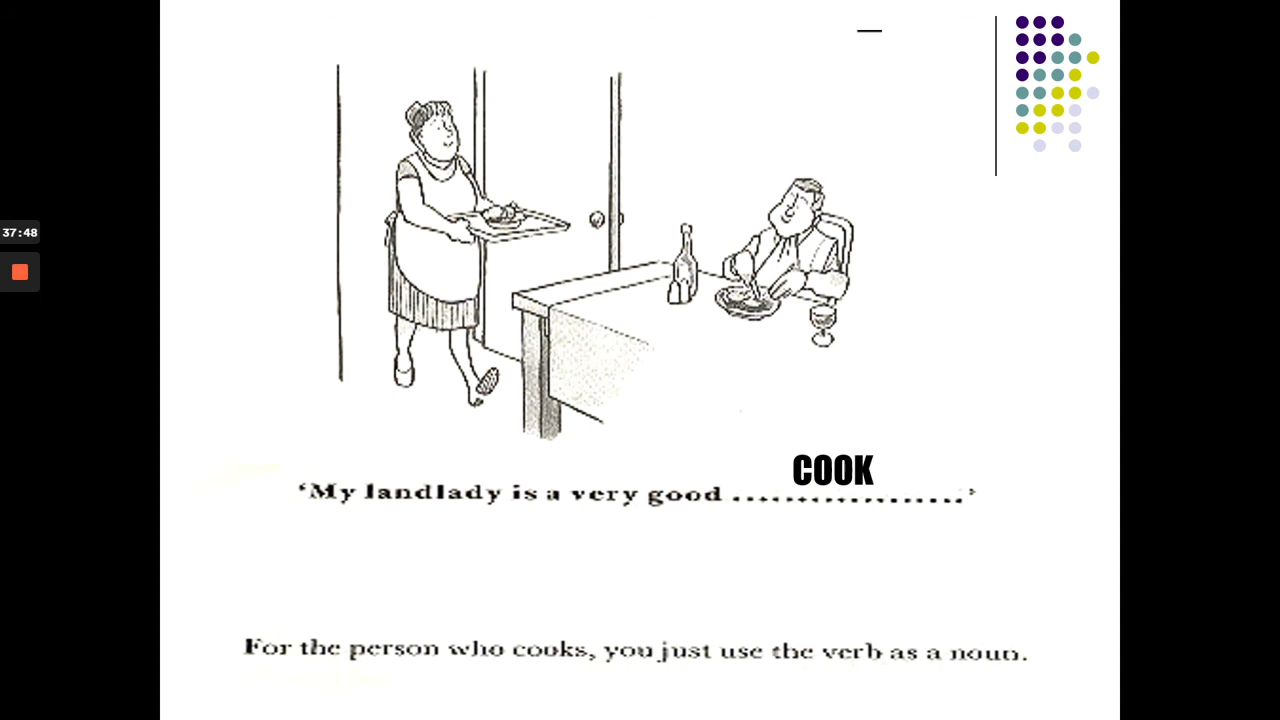 37:48
COOK
'My landlady is a very good ..................'
For the person who cooks, you just use the verb as a noun.